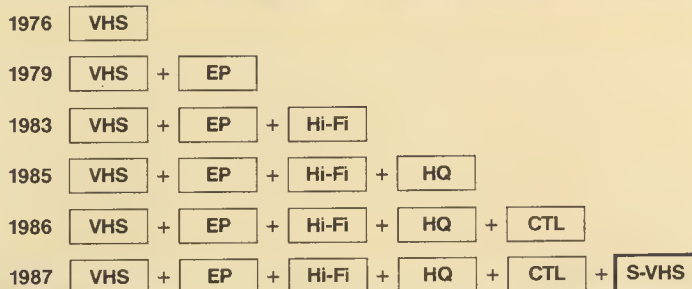 1976 VHS
1979 VHS + EP
1983 VHS + EP + Hi-Fi
1985 VHS + EP + Hi-Fi + HQ
1986 VHS + EP + Hi-Fi + HQ + CTL
1987 VHS + EP + Hi-Fi + HQ + CTL + S-VHS